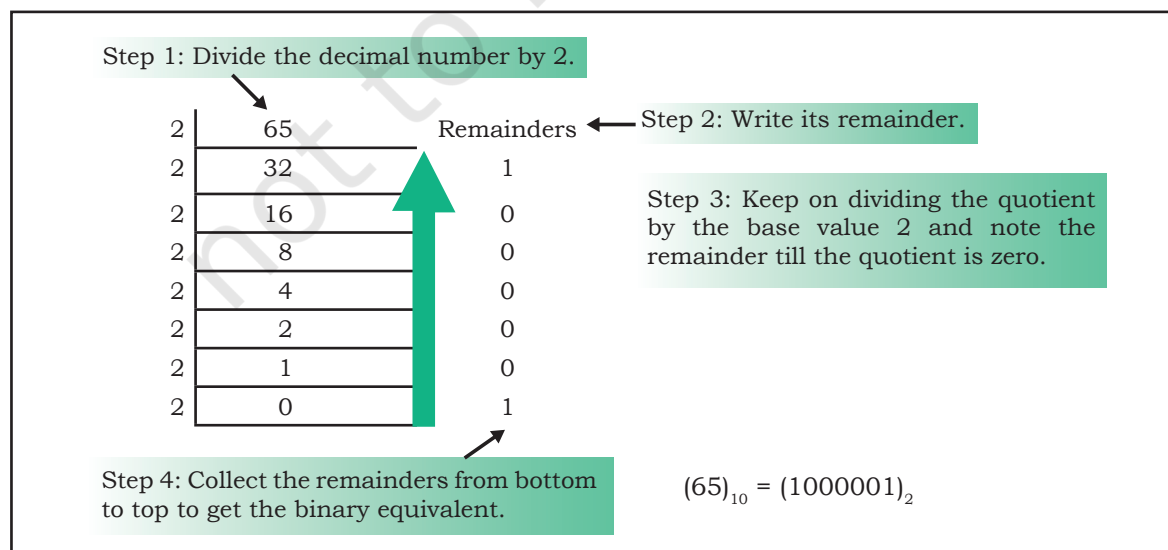 not to
Step 1: Divide the decimal number by 2.
2 65 Remainders
Step 2: Write its remainder.
2 32 1
2 16 0
2 8 0
2 4 0
2 2 0
2 1 0
2 0 1
Step 3: Keep on dividing the quotient
by the base value 2 and note the
remainder till the quotient is zero.
Step 4: Collect the remainders from bottom
to top to get the binary equivalent.
(65)₁₀ = (1000001)₂